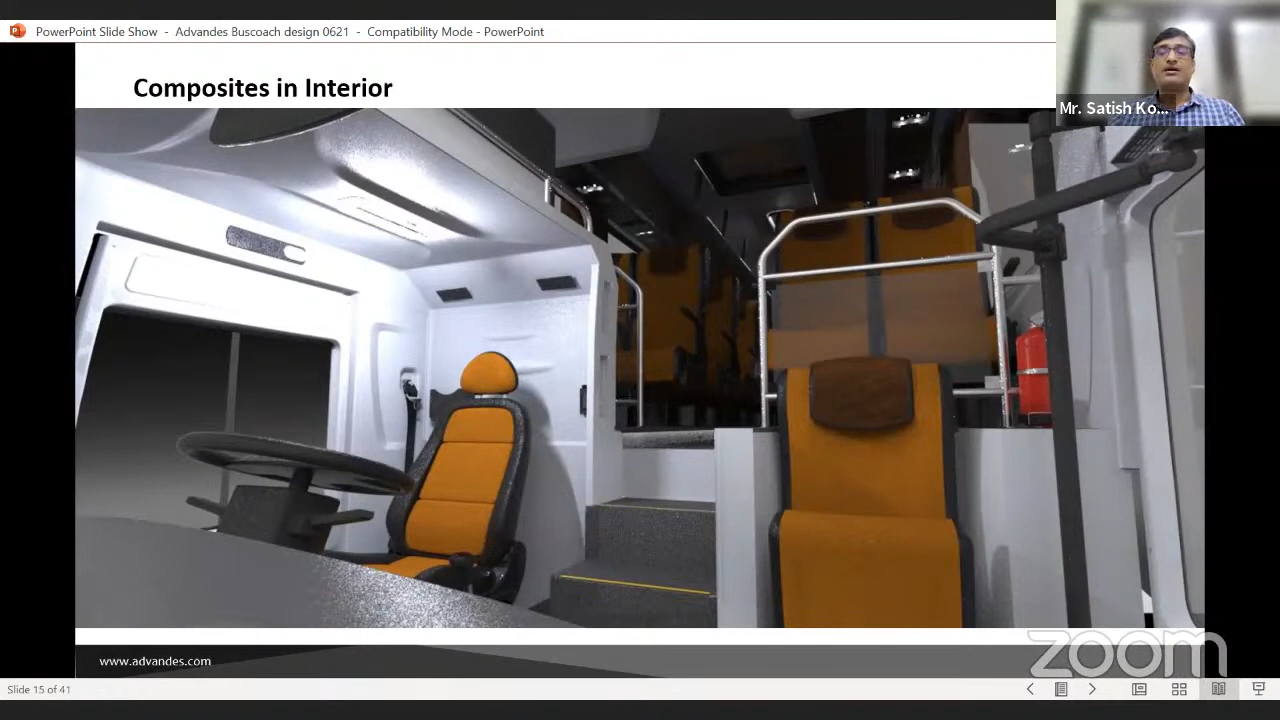 PowerPoint Slide Show - Advandes Buscoach design 0621 - Compatibility Mode - PowerPoint
Mr. Satish Ko...
Composites in Interior
www.advandes.com
zoom
Slide 15 of 41